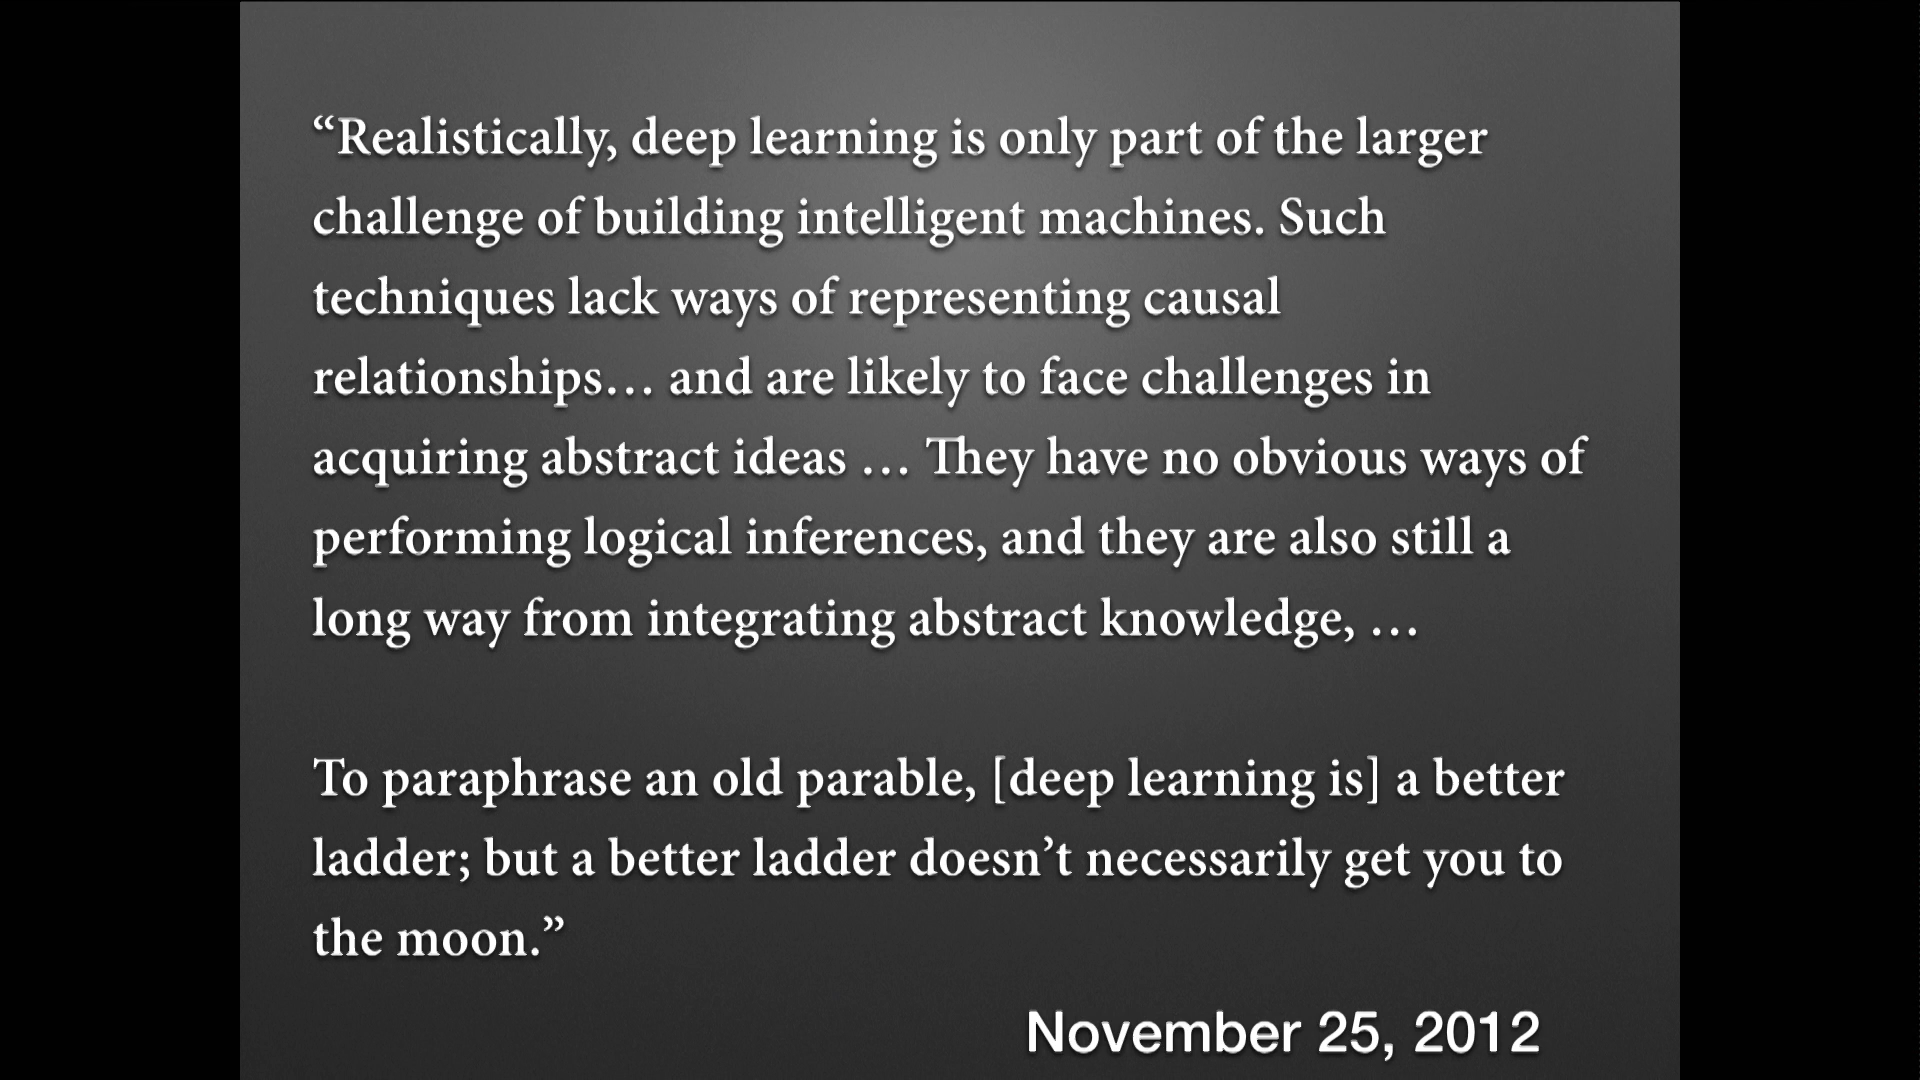 “Realistically, deep learning is only part of the larger
challenge of building intelligent machines. Such
techniques lack ways of representing causal
relationships… and are likely to face challenges in
acquiring abstract ideas … They have no obvious ways of
performing logical inferences, and they are also still a
long way from integrating abstract knowledge, …
To paraphrase an old parable, [deep learning is] a better
ladder; but a better ladder doesn’t necessarily get you to
the moon.”
November 25, 2012